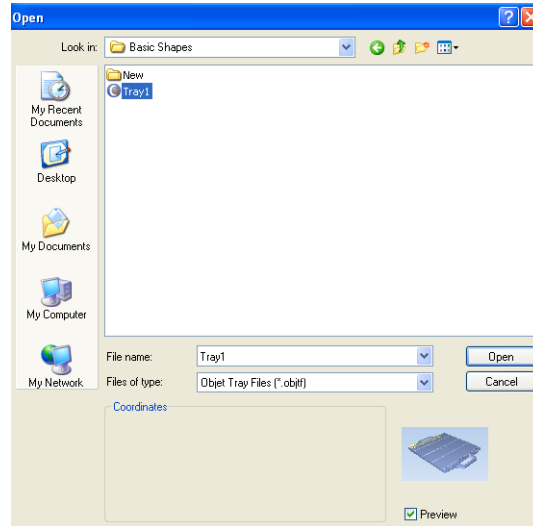 Open
Look in: Basic Shapes
New
Tray1
My Recent
Documents
Desktop
My Documents
My Computer
My Network
File name: Tray1 Open
Files of type: Objet Tray Files (*.objtf) Cancel
Coordinates
Preview